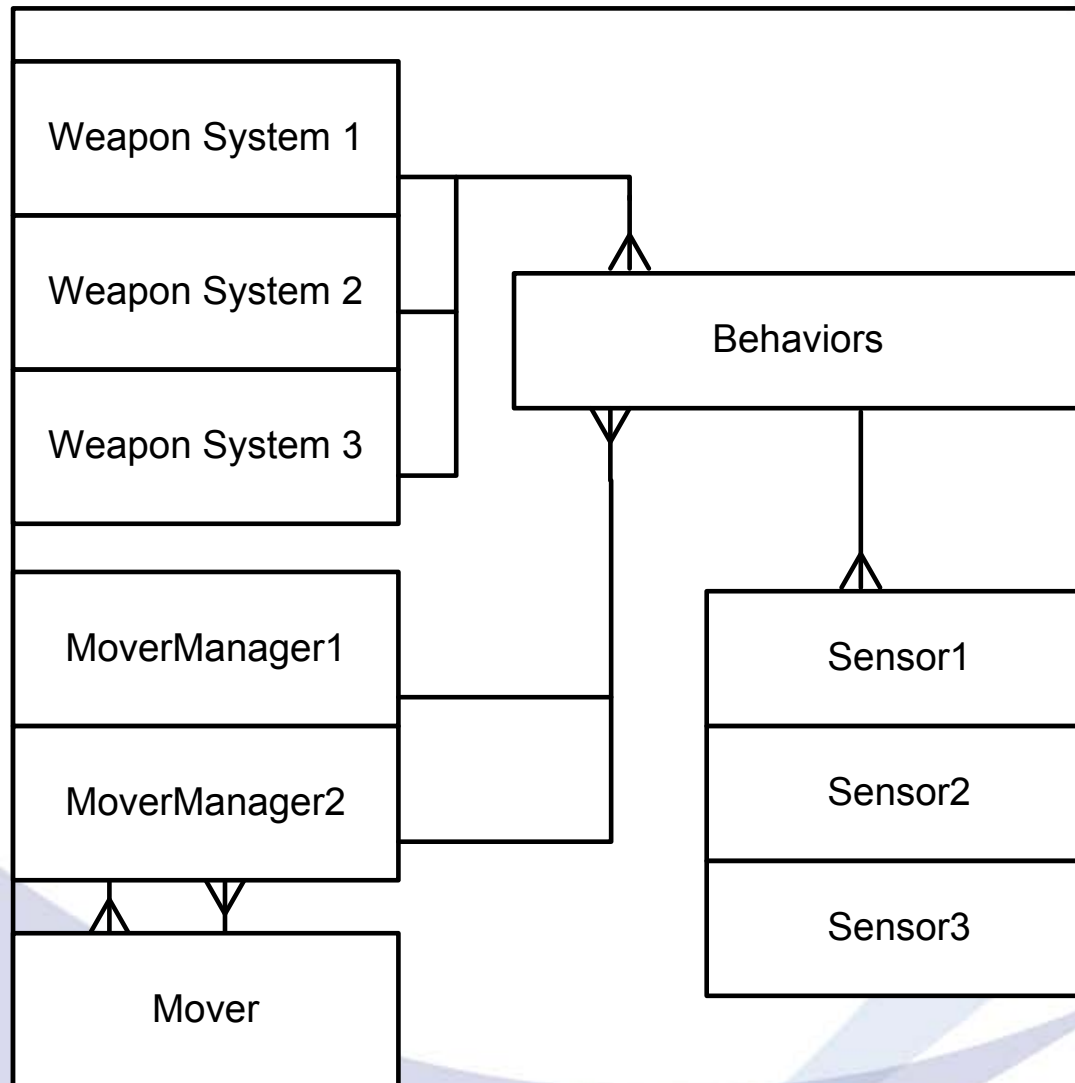 Weapon System 1
Weapon System 2
Weapon System 3
Behaviors
MoverManager1
MoverManager2
Mover
Sensor1
Sensor2
Sensor3